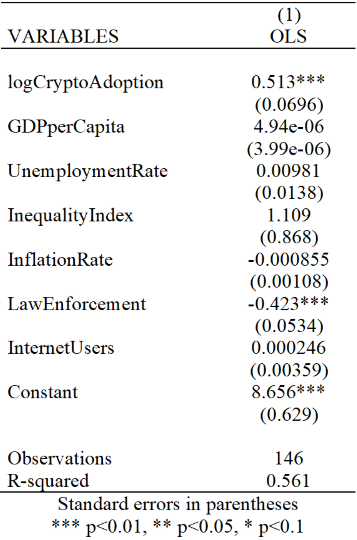 (1)
VARIABLES OLS
logCryptoAdoption 0.513***
(0.0696)
GDPperCapita 4.94e-06
(3.99e-06)
UnemploymentRate 0.00981
(0.0138)
InequalityIndex 1.109
(0.868)
InflationRate -0.000855
(0.00108)
LawEnforcement -0.423***
(0.0534)
InternetUsers 0.000246
(0.00359)
Constant 8.656***
(0.629)
Observations 146
R-squared 0.561
Standard errors in parentheses
*** p<0.01, ** p<0.05, * p<0.1